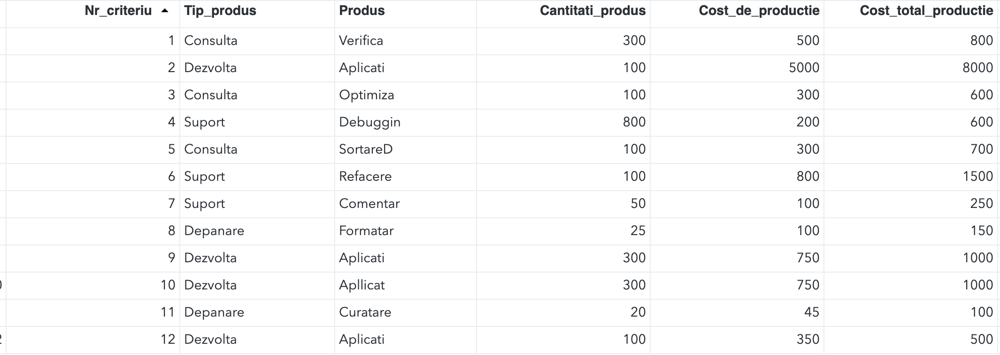 Nr_criteriu Tip_produs Produs Cantitati_produs Cost_de_productie Cost_total_productie
1 Consulta Verifica 300 500 800
2 Dezvolta Aplicati 100 5000 8000
3 Consulta Optimiza 100 300 600
4 Suport Debuggin 800 200 600
5 Consulta SortareD 100 300 700
6 Suport Refacere 100 800 1500
7 Suport Comentar 50 100 250
8 Depanare Formatar 25 100 150
9 Dezvolta Aplicati 300 750 1000
10 Dezvolta Apllicat 300 750 1000
11 Depanare Curatare 20 45 100
12 Dezvolta Aplicati 100 350 500